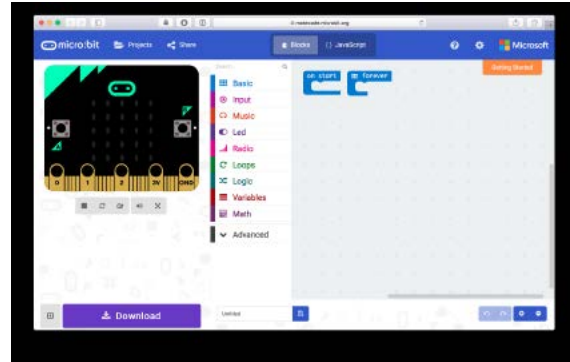 micro:bit
Projects
Share
Blocks
{} JavaScript
Microsoft
Getting Started
Search...
Basic
Input
Music
Led
Radio
Loops
Logic
Variables
Math
Advanced
on start
forever
0 1 2 3V GND
Download
Untitled